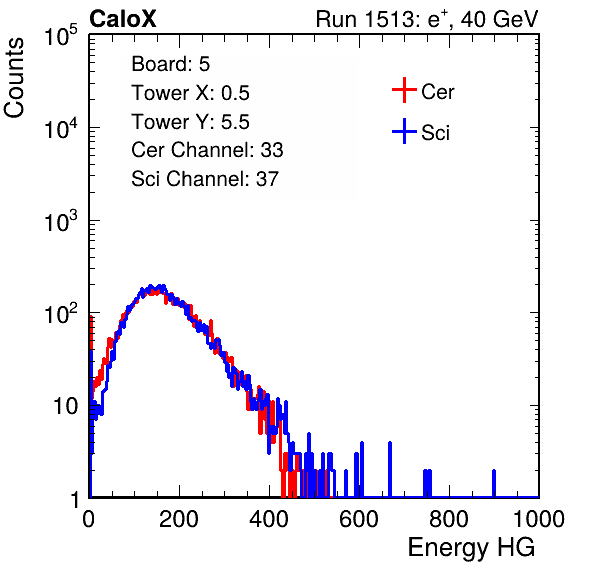 CaloX Run 1513: e⁺, 40 GeV
Counts
Board: 5
Tower X: 0.5
Tower Y: 5.5
Cer Channel: 33
Sci Channel: 37
Cer
Sci
10⁵
10⁴
10³
10²
10
1
0 200 400 600 800 1000
Energy HG